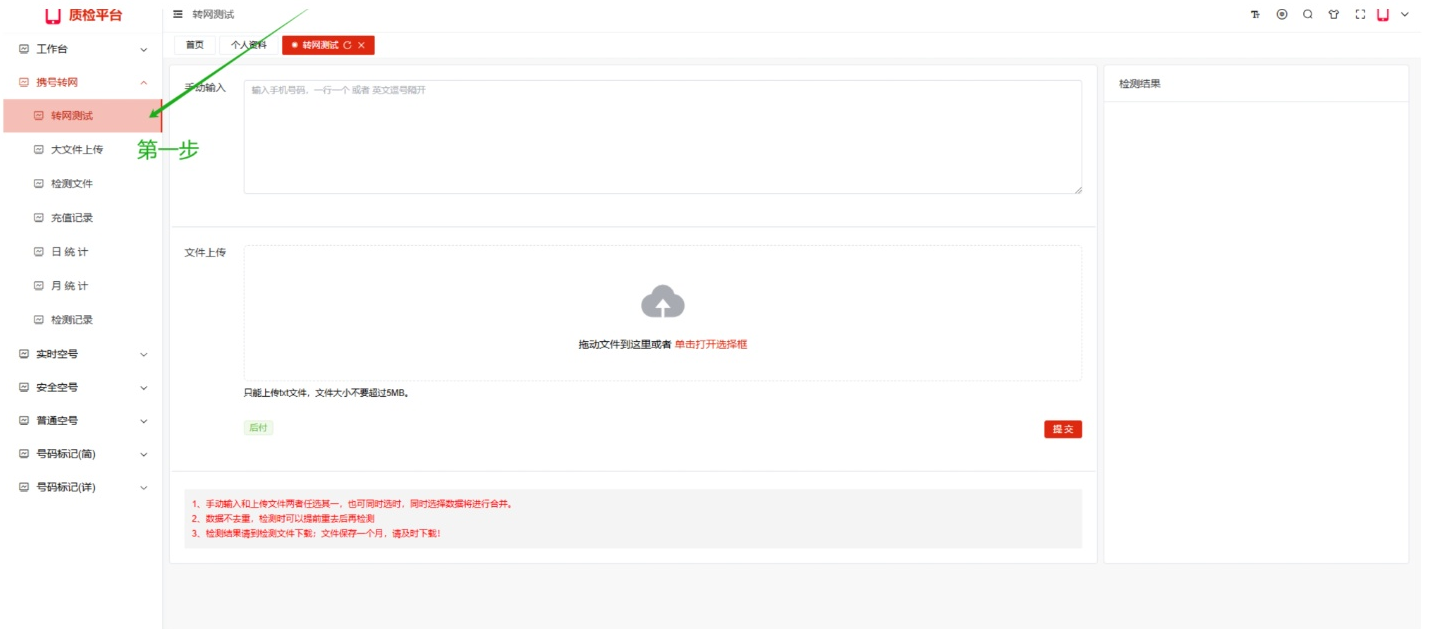 质检平台
转网测试
首页
个人资料
转网测试
工作台
携号转网
转网测试
大文件上传
检测文件
充值记录
日统计
月统计
检测记录
实时空号
安全空号
普通空号
号码标记(简)
号码标记(详)
第一步
手动输入
输入手机号码，一行一个 或者 英文逗号隔开
文件上传
拖动文件到这里或者 单击打开选择框
只能上传txt文件，文件大小不要超过5MB。
后付
提交
1、手动输入和上传文件两者任选其一，也可同时选时，同时选择数据将进行合并。
2、数据不去重，检测时可以提前重去后再检测
3、检测结果请到检测文件下载；文件保存一个月，请及时下载！
检测结果